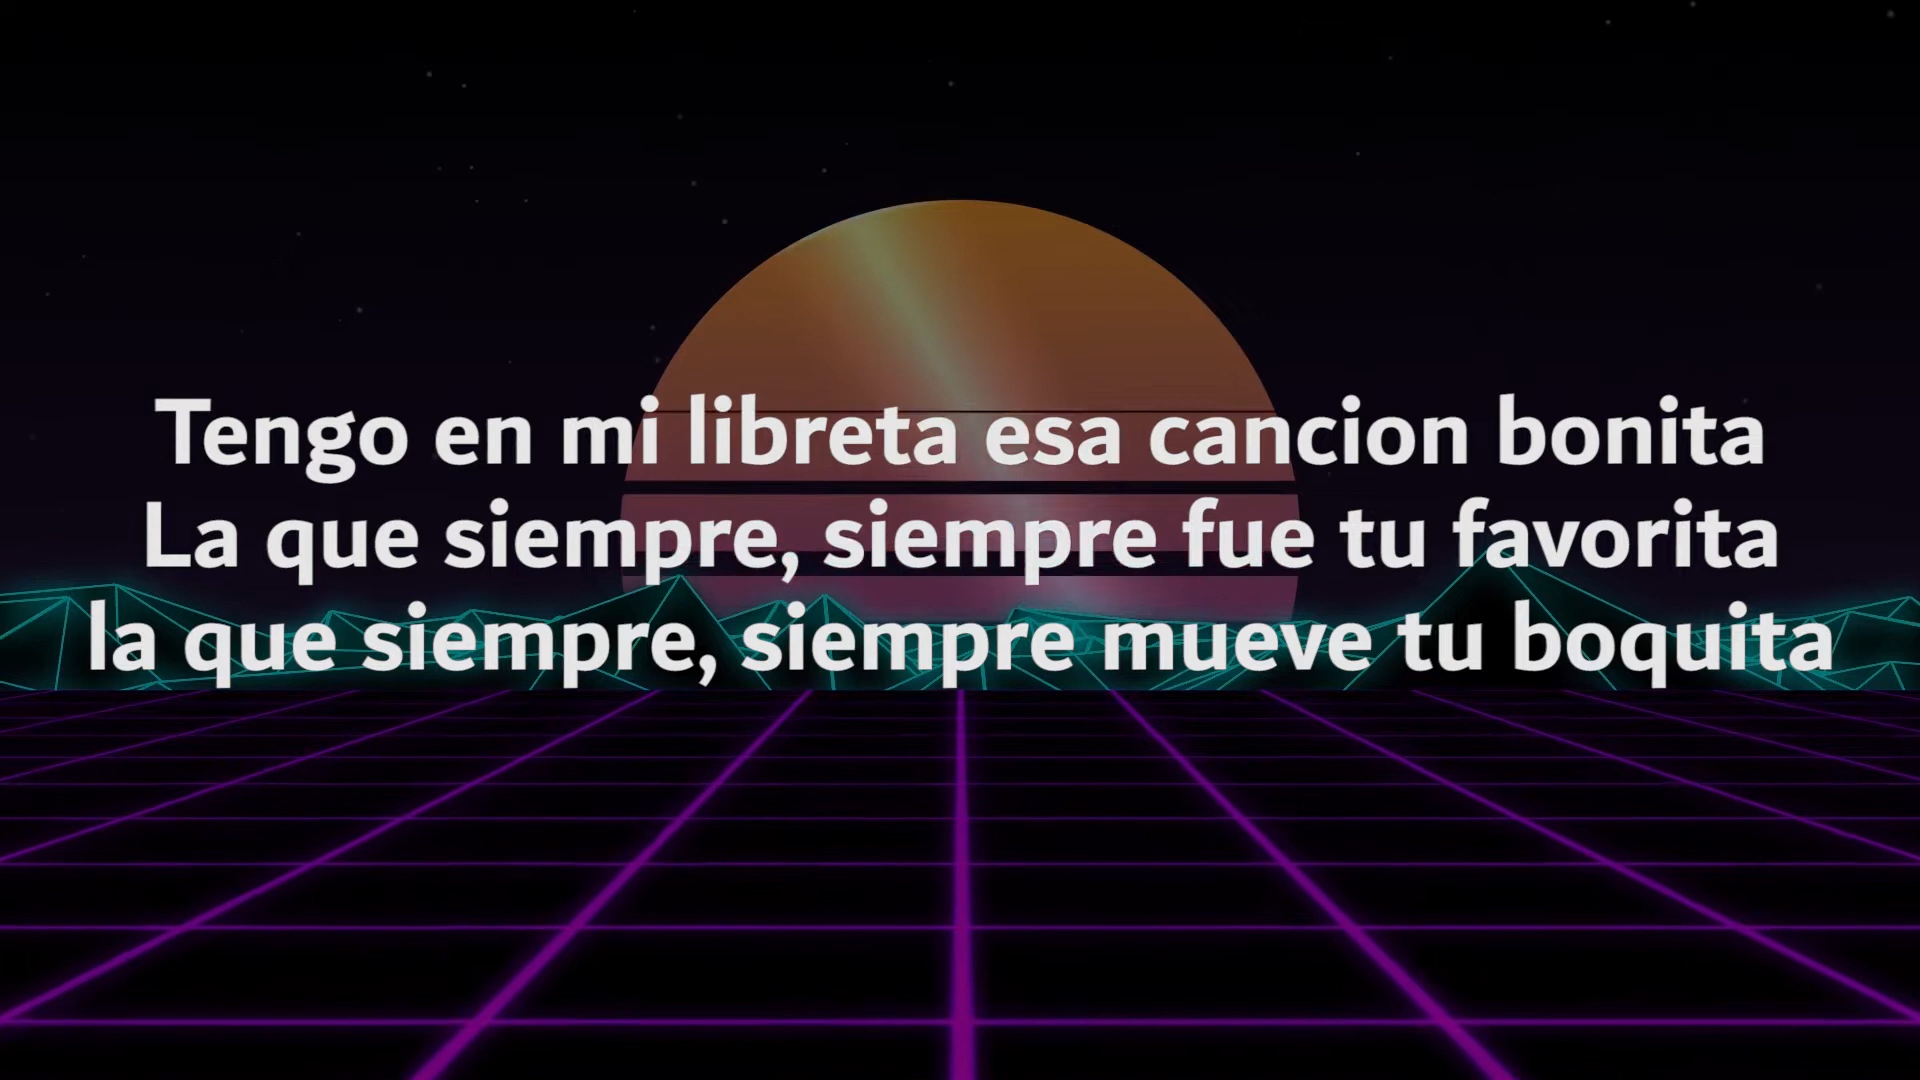 Tengo en mi libreta esa cancion bonita
La que siempre, siempre fue tu favorita
la que siempre, siempre mueve tu boquita